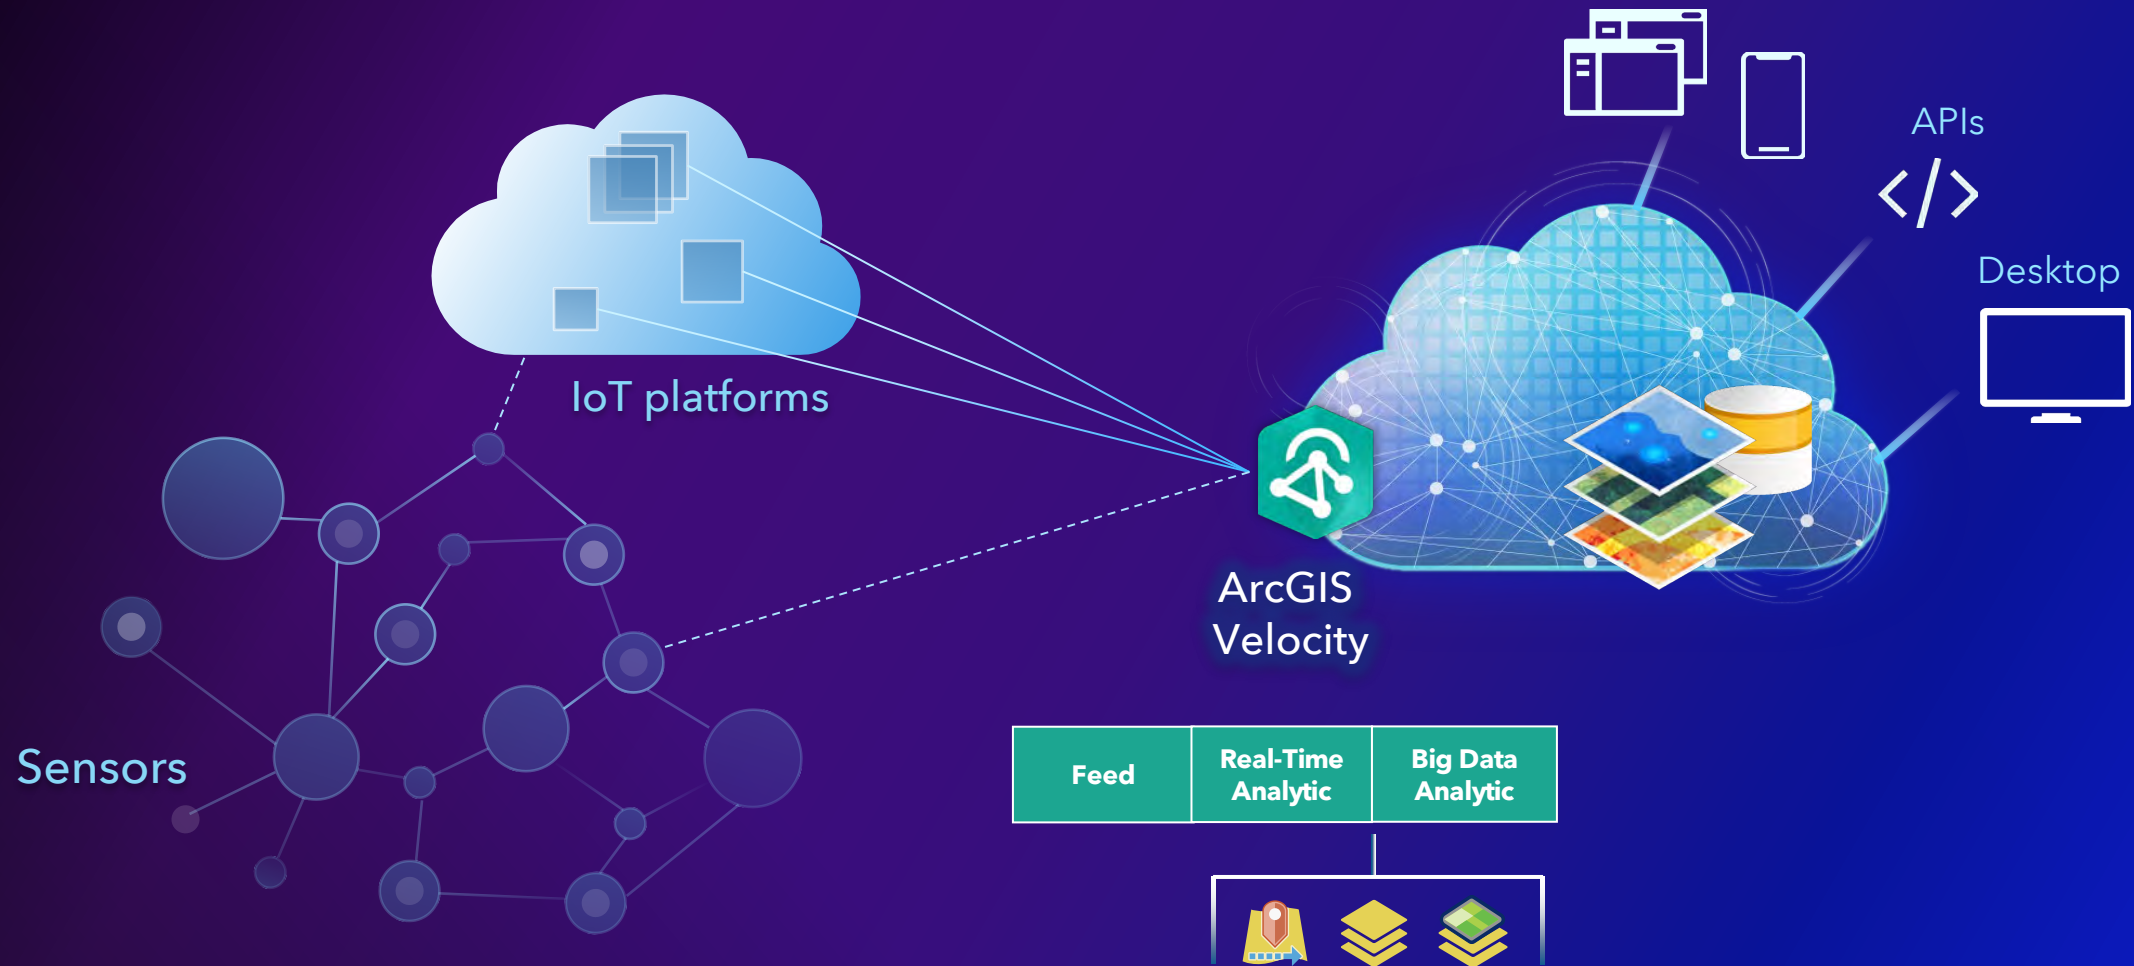 APIs
Desktop
IoT platforms
ArcGIS
Velocity
Sensors
Feed
Real-Time
Analytic
Big Data
Analytic